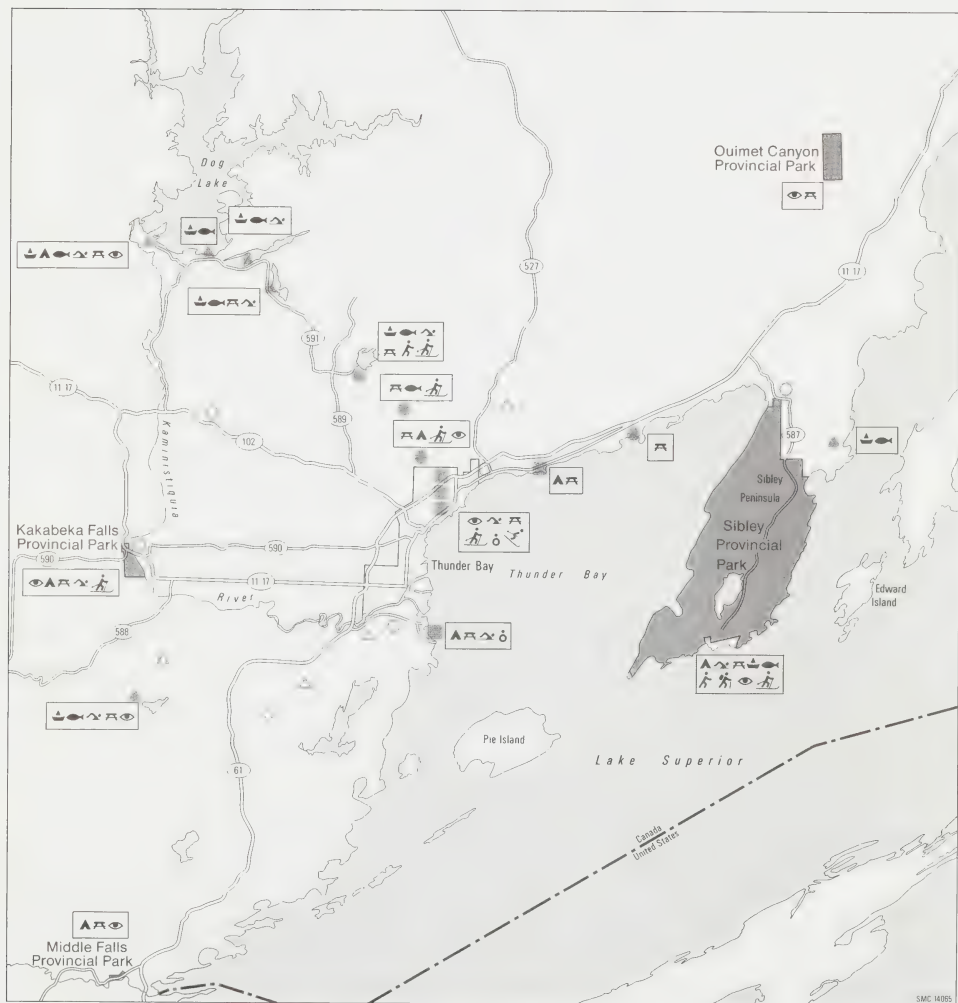 Ouimet Canyon
Provincial Park
Dog
Lake
527
11 17
591
11 17
589
102
587
Kaministiquia
Sibley
Peninsula
Kakabeka Falls
Provincial Park
Sibley
Provincial
Park
590
590
Thunder Bay
Thunder Bay
11 17
River
Edward
Island
588
Pie Island
Lake Superior
61
Canada
United States
Middle Falls
Provincial Park
SMC 14095